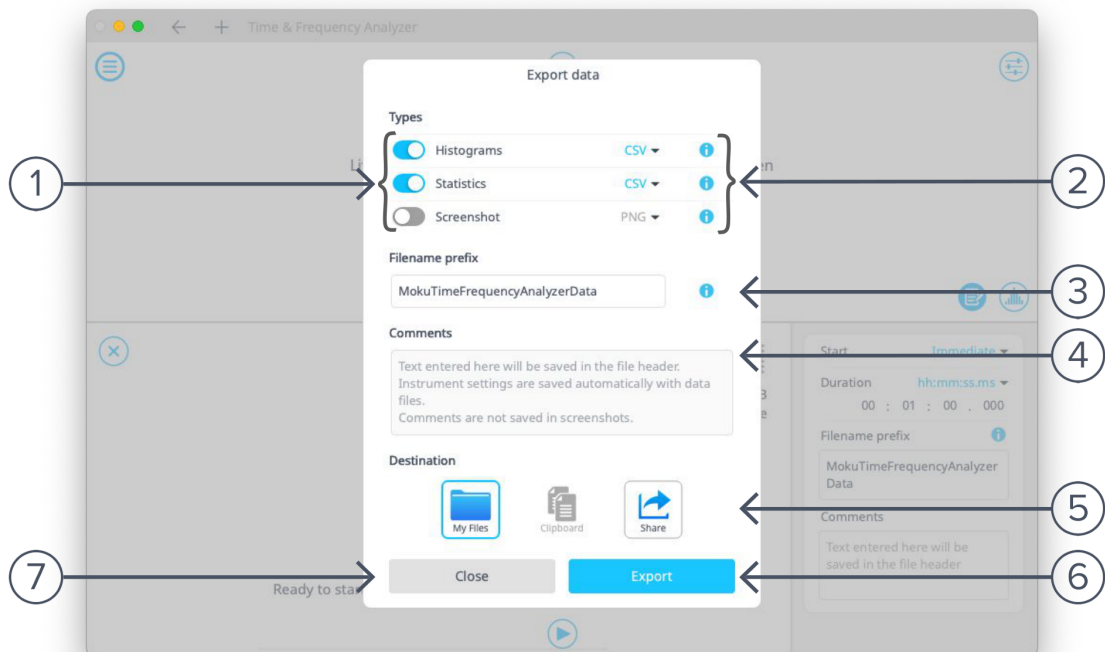 Time & Frequency Analyzer
Export data
Types
Histograms CSV
Statistics CSV
Screenshot PNG
Filename prefix
MokuTimeFrequencyAnalyzerData
Comments
Text entered here will be saved in the file header.
Instrument settings are saved automatically with data
files.
Comments are not saved in screenshots.
Destination
My Files
Clipboard
Share
Close
Export
Ready to star
Start Immediate
Duration hh:mm:ss.ms
00 : 01 : 00 . 000
Filename prefix
MokuTimeFrequencyAnalyzer
Data
Comments
Text entered here will be
saved in the file header
1
2
3
4
5
6
7